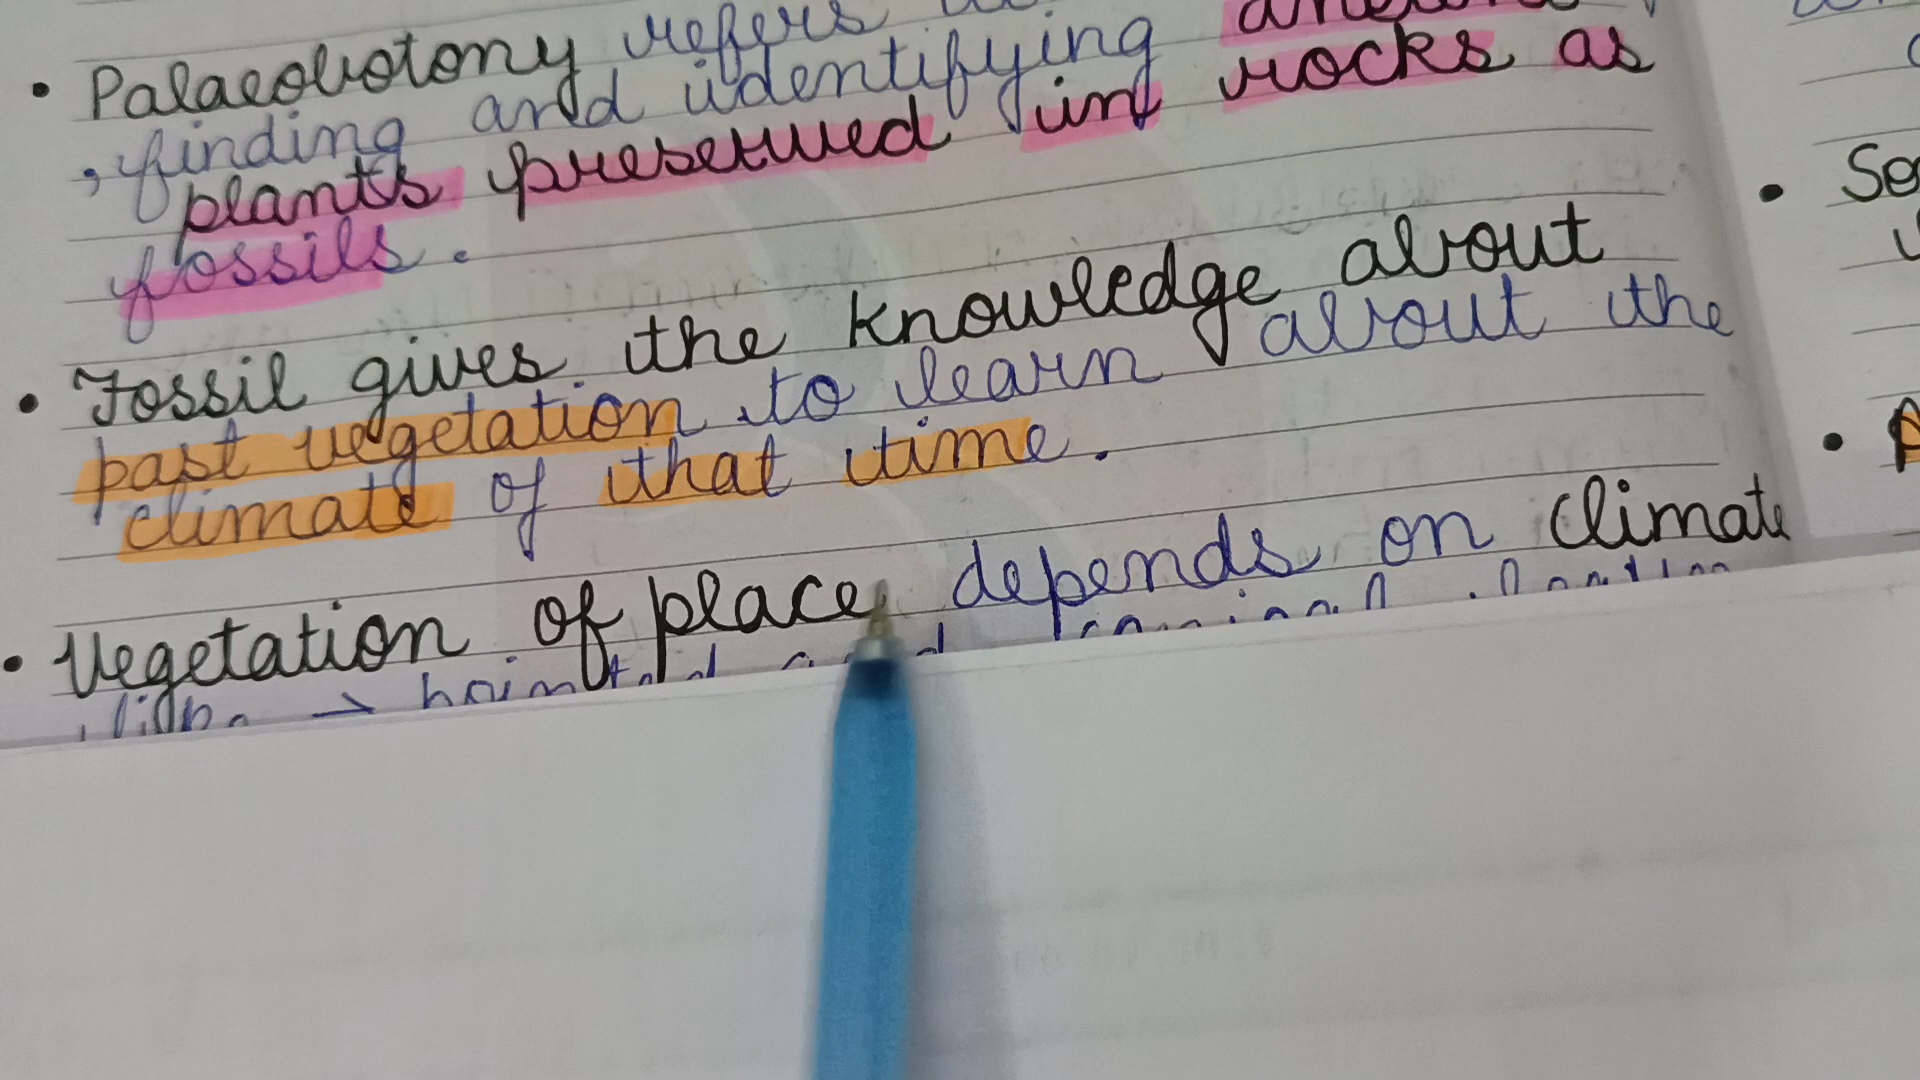 • Palaeobotony refers
finding and identifying
plants preserved in rocks as
fossils.
• Fossil gives the knowledge about
past vegetation to learn about the
climate of that time.
• Vegetation of place depends on climate